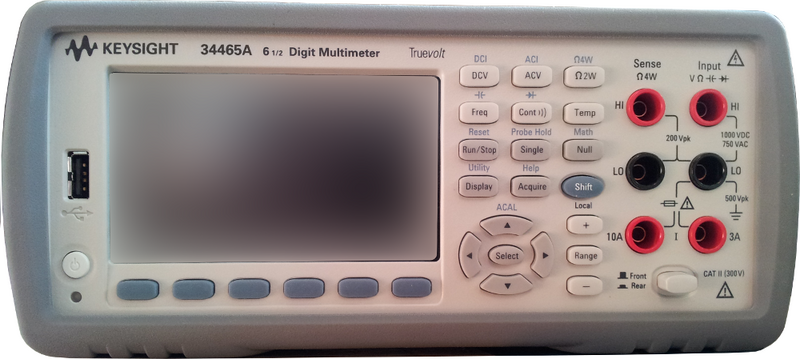 KEYSIGHT 34465A 6 1/2 Digit Multimeter Truevolt
DCI ACI Ω4W
DCV ACV Ω2W
Freq Cont Temp
Reset Probe Hold Math
Run/Stop Single Null
Utility Help
Display Acquire Shift
Local
ACAL
Select
+
Range
−
Sense
Ω 4W
Input
V Ω
HI HI
200 Vpk
1000 VDC
750 VAC
LO LO
500 Vpk
10A I 3A
Front
Rear
CAT II (300V)